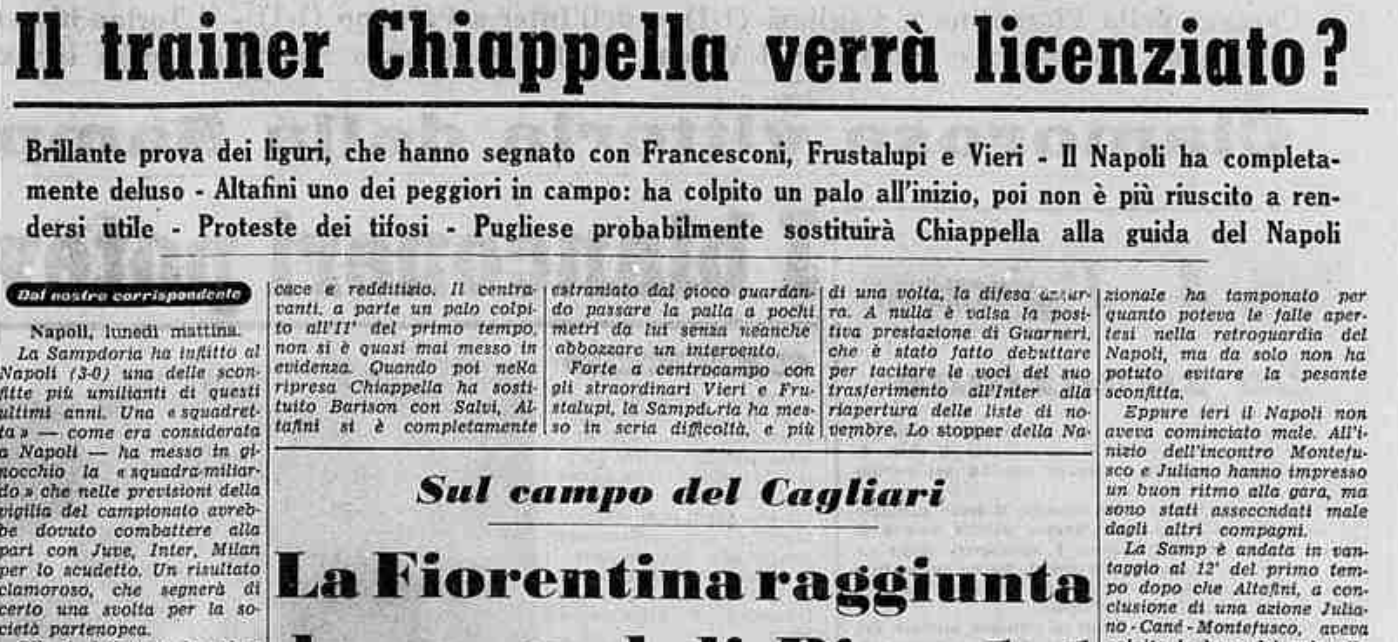 Il trainer Chiappella verrà licenziato?
Brillante prova dei liguri, che hanno segnato con Francesconi, Frustalupi e Vieri - Il Napoli ha completa-
mente deluso - Altafini uno dei peggiori in campo: ha colpito un palo all'inizio, poi non è più riuscito a ren-
dersi utile - Proteste dei tifosi - Pugliese probabilmente sostituirà Chiappella alla guida del Napoli
Dal nostro corrispondente
Napoli, lunedì mattina.
La Sampdoria ha inflitto al
Napoli (3-0) una delle scon-
fitte più umilianti di questi
ultimi anni. Una «squadret-
ta» — come era considerata
a Napoli — ha messo in gi-
nocchio la «squadra-miliar-
do» che nelle previsioni della
vigilia del campionato avreb-
be dovuto combattere alla
pari con Juve, Inter, Milan
per lo scudetto. Un risultato
clamoroso, che segnerà di
certo una svolta per la so-
cietà partenopea.
cace e redditizio. Il centra-
vanti, a parte un palo colpi-
to all'11' del primo tempo,
non si è quasi mai messo in
evidenza. Quando poi nella
ripresa Chiappella ha sosti-
tuito Barison con Salvi, Al-
tafini si è completamente
estraniato dal gioco guardan-
do passare la palla a pochi
metri da lui senza neanche
abbozzare un intervento.
Forte a centrocampo con
gli straordinari Vieri e Fru-
stalupi, la Sampdoria ha mes-
so in seria difficoltà, e più
di una volta, la difesa azzur-
ra. A nulla è valsa la posi-
tiva prestazione di Guarneri,
che è stato fatto debuttare
per tacitare le voci del suo
trasferimento all'Inter alla
riapertura delle liste di no-
vembre. Lo stopper della Na-
zionale ha tamponato per
quanto poteva le falle aper-
tesi nella retroguardia del
Napoli, ma da solo non ha
potuto evitare la pesante
sconfitta.
Eppure ieri il Napoli non
aveva cominciato male. All'i-
nizio dell'incontro Montefu-
sco e Juliano hanno impresso
un buon ritmo alla gara, ma
sono stati assecondati male
dagli altri compagni.
La Samp è andata in van-
taggio al 12' del primo tem-
po dopo che Altafini, a con-
clusione di una azione Julia-
no-Cané-Montefusco, aveva
Sul campo del Cagliari
La Fiorentina raggiunta